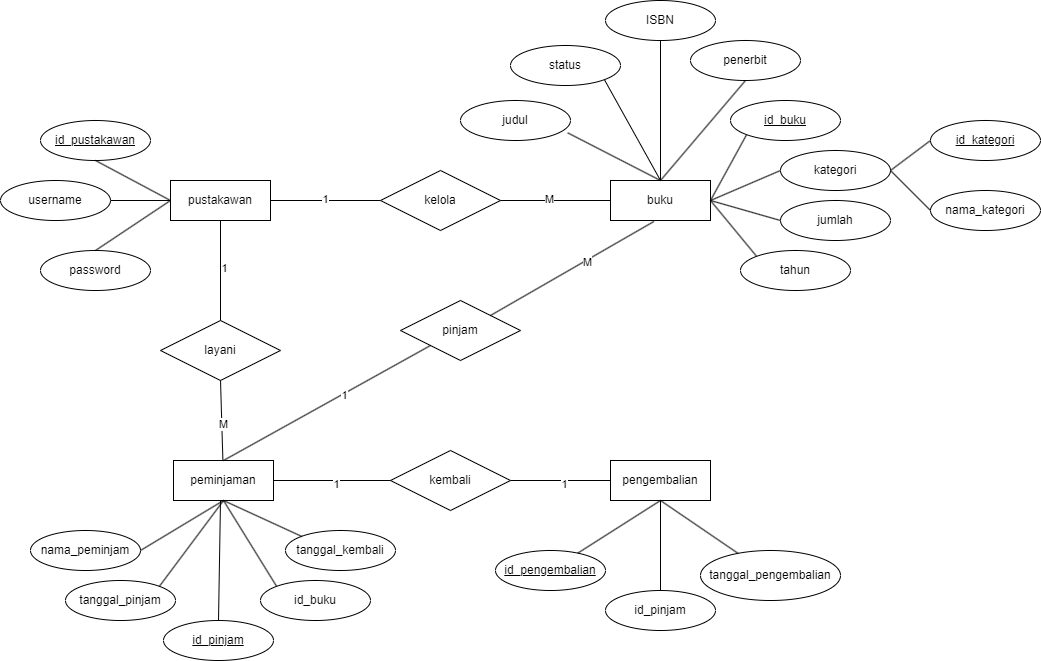 ISBN
status
penerbit
judul
id_buku
id_pustakawan
id_kategori
kategori
username
pustakawan
1
kelola
M
buku
nama_kategori
jumlah
password
1
M
tahun
layani
pinjam
1
M
peminjaman
1
kembali
1
pengembalian
nama_peminjam
tanggal_kembali
id_pengembalian
tanggal_pengembalian
tanggal_pinjam
id_buku
id_pinjam
id_pinjam